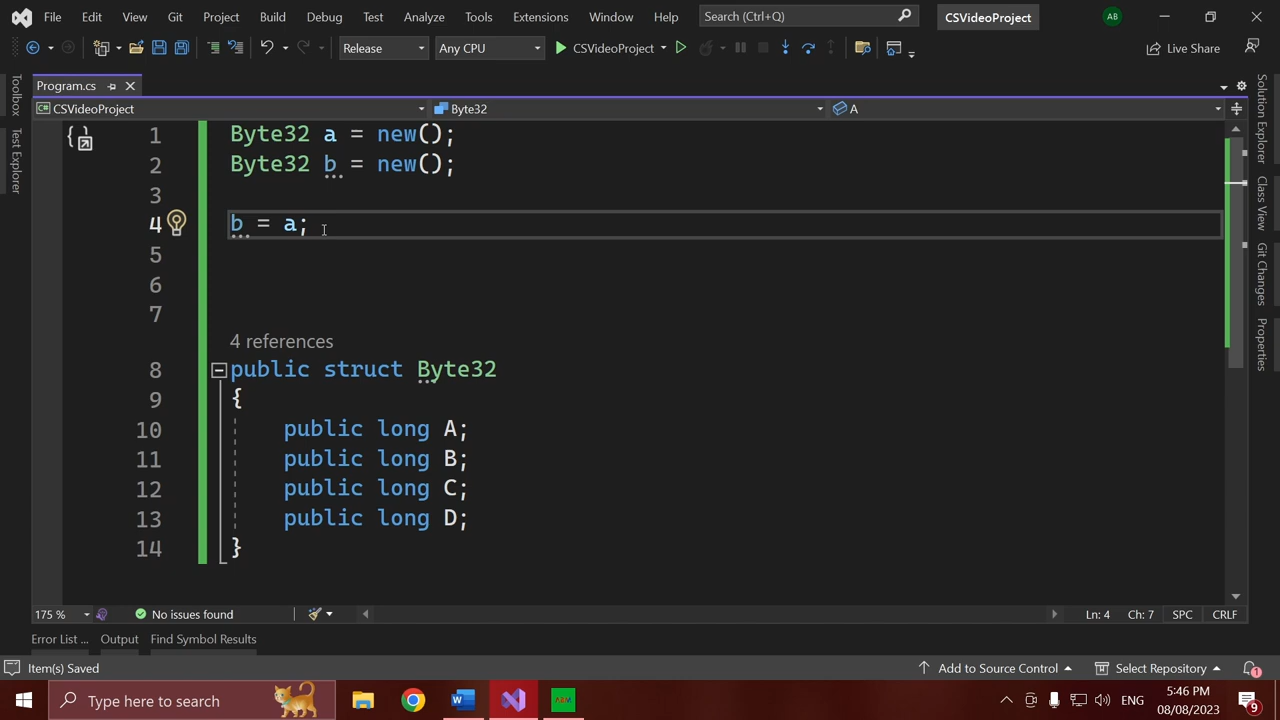 File Edit View Git Project Build Debug Test Analyze Tools Extensions Window Help Search (Ctrl+Q) CSVideoProject AB
Release Any CPU CSVideoProject Live Share
Program.cs
CSVideoProject Byte32 A
Toolbox
Test Explorer
1 Byte32 a = new();
2 Byte32 b = new();
3
4 b = a;
5
6
7
4 references
8 public struct Byte32
9 {
10 public long A;
11 public long B;
12 public long C;
13 public long D;
14 }
Solution Explorer
Class View
Git Changes
Properties
175 % No issues found Ln: 4 Ch: 7 SPC CRLF
Error List ... Output Find Symbol Results
Item(s) Saved Add to Source Control Select Repository 1
Type here to search ENG 5:46 PM
08/08/2023 9